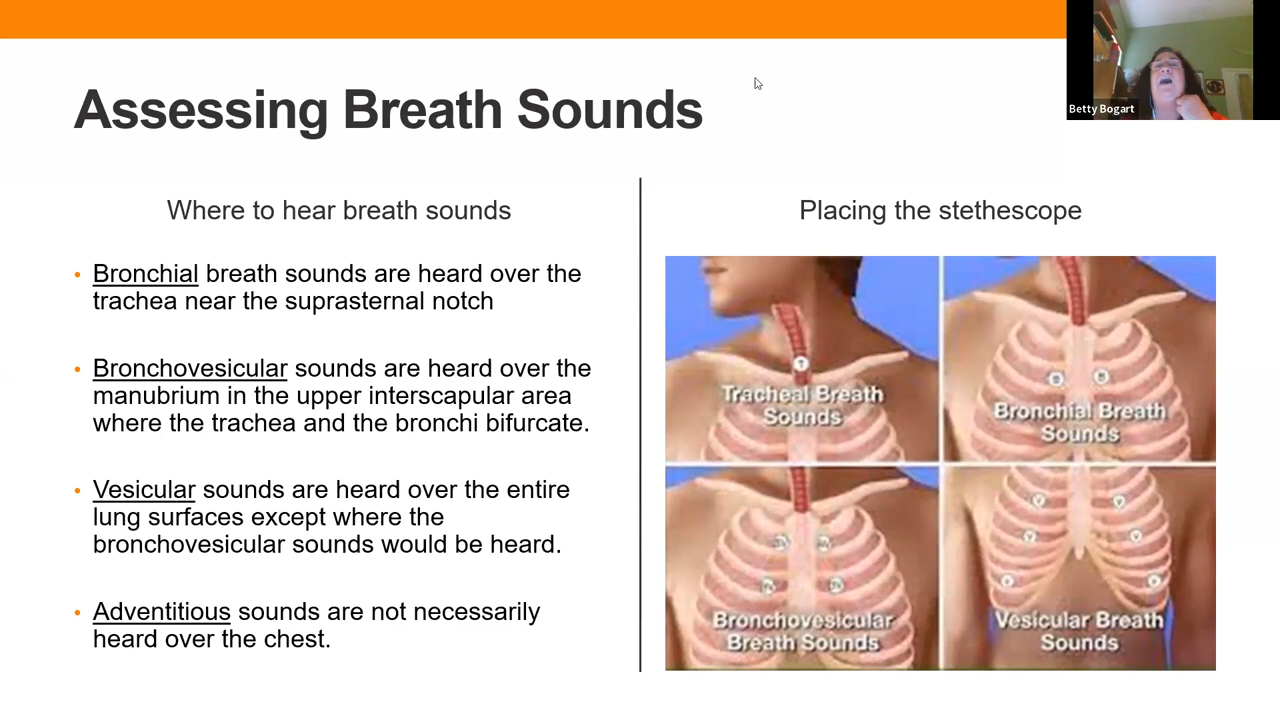 Betty Bogart
Assessing Breath Sounds
Where to hear breath sounds
• Bronchial breath sounds are heard over the
trachea near the suprasternal notch
• Bronchovesicular sounds are heard over the
manubrium in the upper interscapular area
where the trachea and the bronchi bifurcate.
• Vesicular sounds are heard over the entire
lung surfaces except where the
bronchovesicular sounds would be heard.
• Adventitious sounds are not necessarily
heard over the chest.
Placing the stethescope
T
Tracheal Breath
Sounds
B B
Bronchial Breath
Sounds
Bronchovesicular
Breath Sounds
V V
V V
V V
Vesicular Breath
Sounds